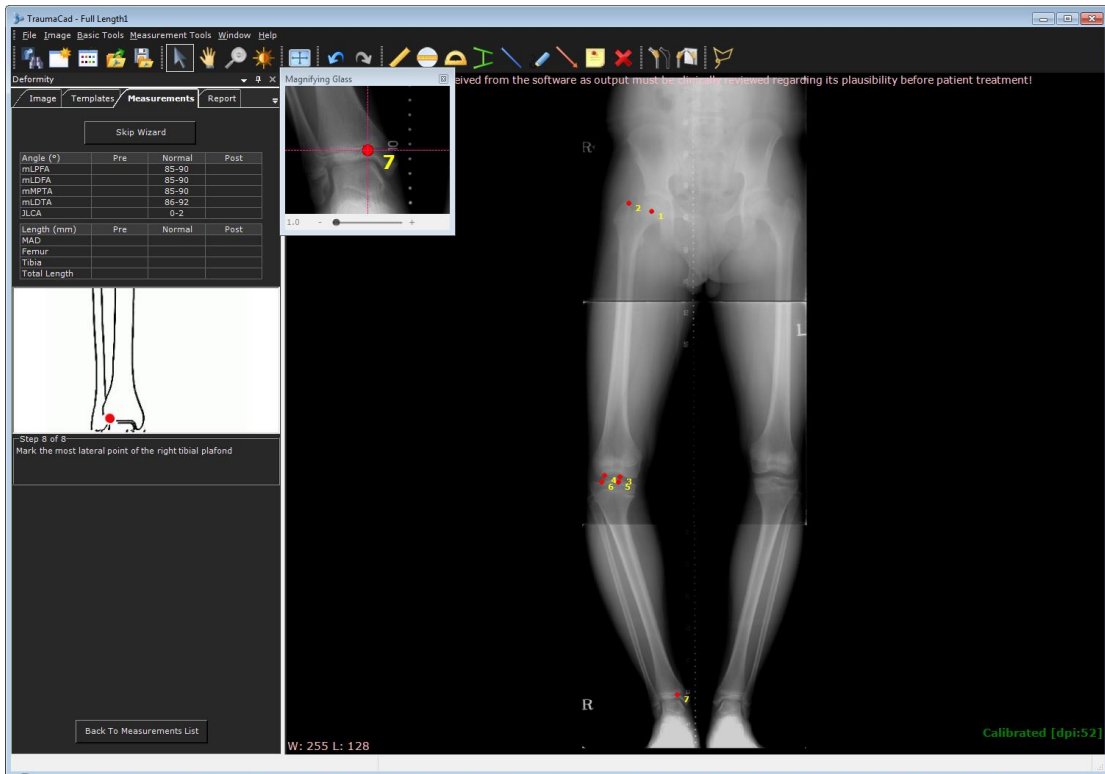 TraumaCad - Full Length1
File Image Basic Tools Measurement Tools Window Help
Deformity
Magnifying Glass
eived from the software as output must be clinically reviewed regarding its plausibility before patient treatment!
Image Templates Measurements Report
Skip Wizard
Angle (°) Pre Normal Post
mLPFA 85-90
mLDFA 85-90
mMPTA 85-90
mLDTA 86-92
JLCA 0-2
Length (mm) Pre Normal Post
MAD
Femur
Tibia
Total Length
7
1.0 - +
R
2
1
L
4 3
6 5
Step 8 of 8
Mark the most lateral point of the right tibial plafond
7
R
Back To Measurements List
Calibrated [dpi:52]
W: 255 L: 128